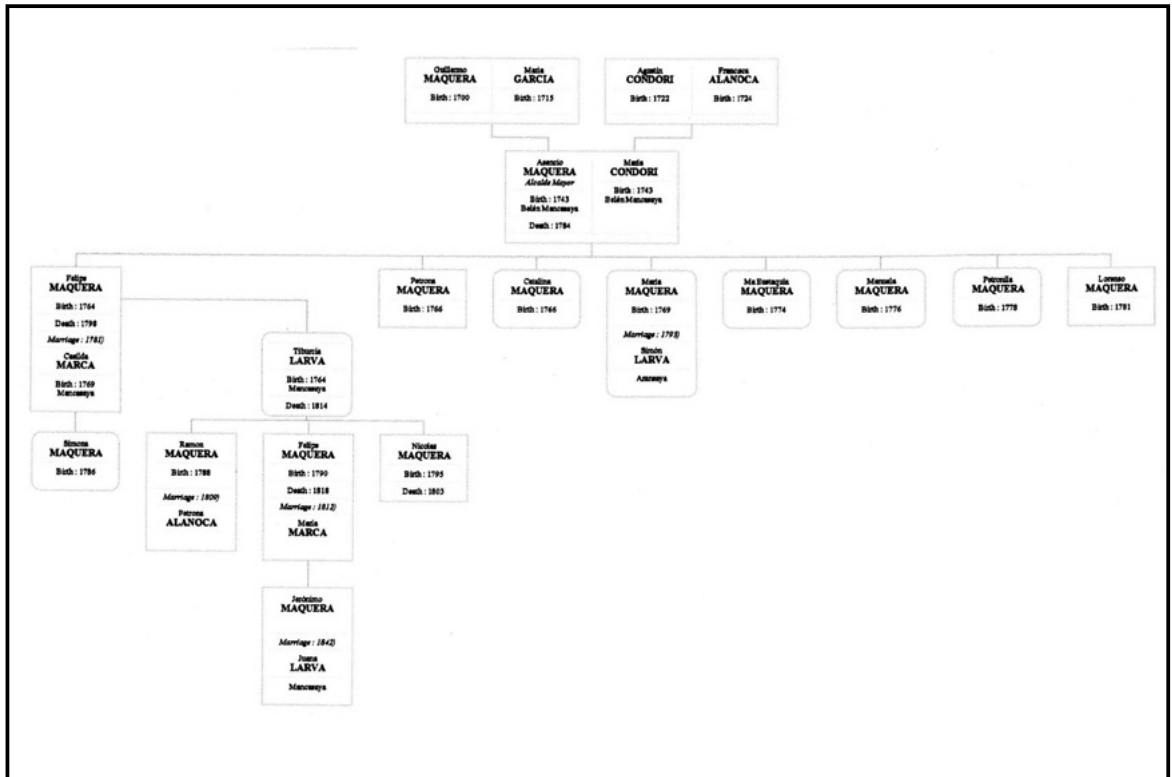 Guillermo
MAQUERA
Birth : 1700
Maria
GARCIA
Birth : 1715
Agustin
CONDORI
Birth : 1722
Francisca
ALANOCA
Birth : 1724
Asencio
MAQUERA
Alcalde Mayor
Birth : 1743
Belén Mancasaya
Death : 1784
Maria
CONDORI
Birth : 1743
Belén Mancasaya
Felipe
MAQUERA
Birth : 1764
Death : 1798
Marriage : 1781)
Casilda
MARCA
Birth : 1769
Mancasaya
Tiburcia
LARVA
Birth : 1764
Mancasaya
Death : 1814
Petrona
MAQUERA
Birth : 1766
Catalina
MAQUERA
Birth : 1766
Maria
MAQUERA
Birth : 1769
Marriage : 1793)
Simón
LARVA
Aransaya
Ma Eustaquia
MAQUERA
Birth : 1774
Manuela
MAQUERA
Birth : 1776
Petronila
MAQUERA
Birth : 1778
Lorenso
MAQUERA
Birth : 1781
Simona
MAQUERA
Birth : 1786
Ramon
MAQUERA
Birth : 1788
Marriage : 1809)
Petrona
ALANOCA
Felipe
MAQUERA
Birth : 1790
Death : 1818
Marriage : 1812)
Maria
MARCA
Nicolas
MAQUERA
Birth : 1795
Death : 1803
Jerónimo
MAQUERA
Marriage : 1842)
Juana
LARVA
Mancasaya